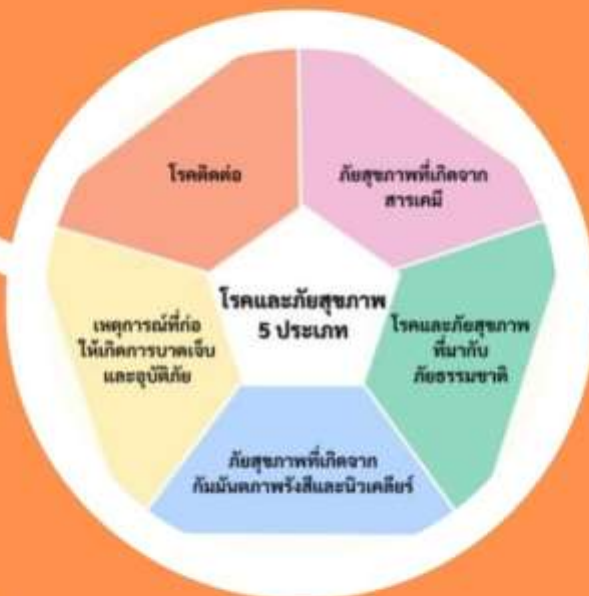 โรคติดต่อ
ภัยสุขภาพที่เกิดจาก
สารเคมี
โรคและภัยสุขภาพ
5 ประเภท
เหตุการณ์ที่ก่อ
ให้เกิดการบาดเจ็บ
และอุบัติภัย
โรคและภัยสุขภาพ
ที่มากับ
ภัยธรรมชาติ
ภัยสุขภาพที่เกิดจาก
กัมมันตภาพรังสีและนิวเคลียร์